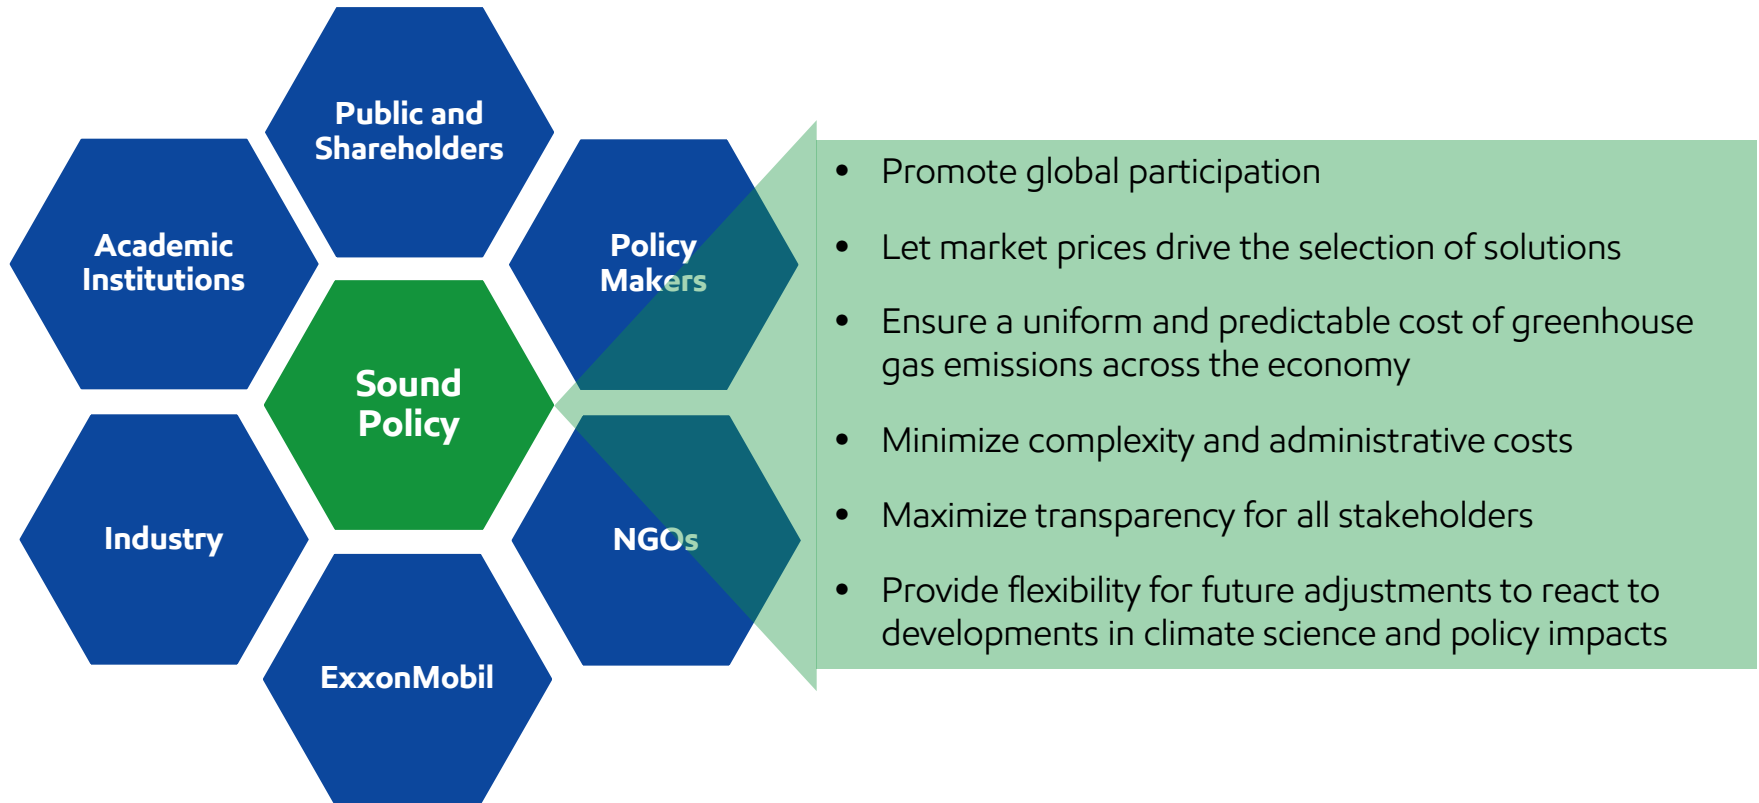 Public and
Shareholders
Academic
Institutions
Policy
Makers
Sound
Policy
Industry
NGOs
ExxonMobil
• Promote global participation
• Let market prices drive the selection of solutions
• Ensure a uniform and predictable cost of greenhouse
gas emissions across the economy
• Minimize complexity and administrative costs
• Maximize transparency for all stakeholders
• Provide flexibility for future adjustments to react to
developments in climate science and policy impacts